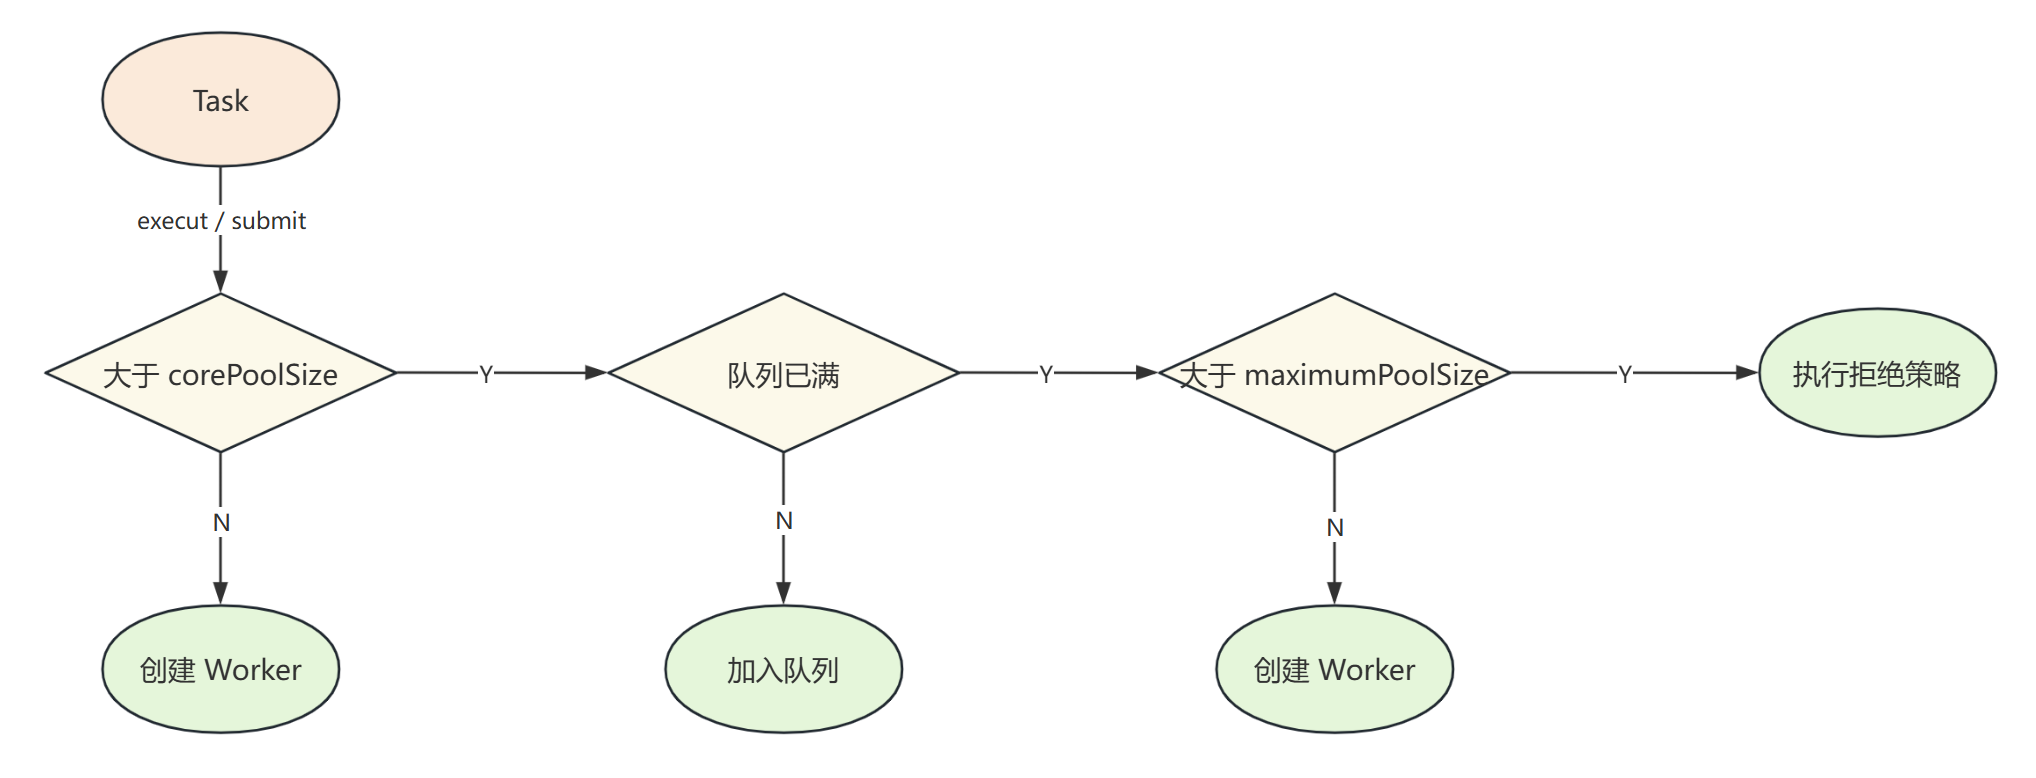 Task
execut / submit
大于 corePoolSize
Y
队列已满
Y
大于 maximumPoolSize
Y
执行拒绝策略
N
N
N
创建 Worker
加入队列
创建 Worker